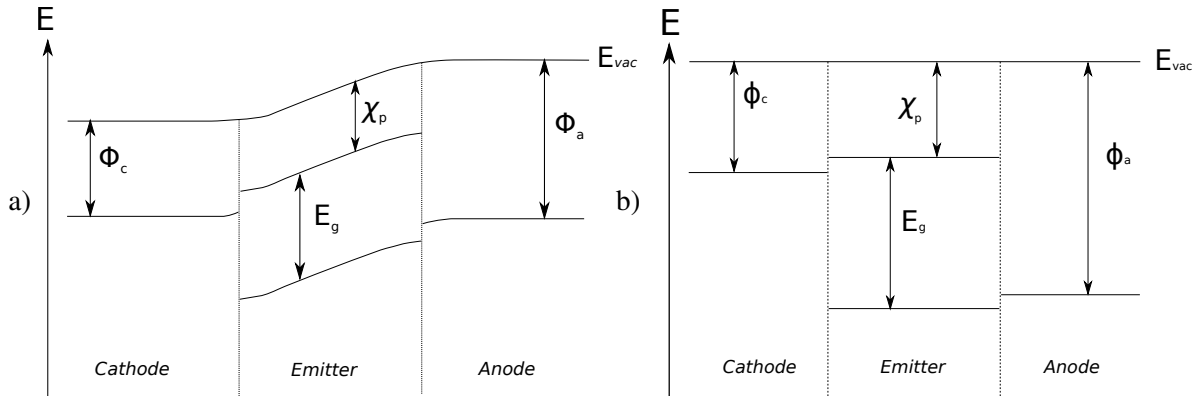 a)
E
E_vac
Φ_c
χ_p
Φ_a
E_g
Cathode
Emitter
Anode
b)
E
E_vac
ϕ_c
χ_p
ϕ_a
E_g
Cathode
Emitter
Anode